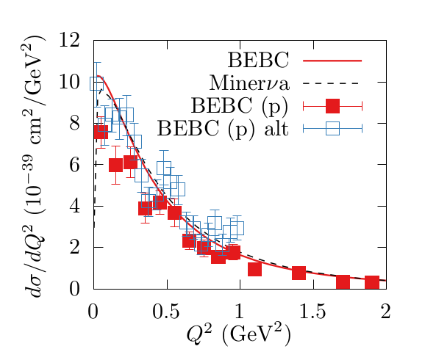 dσ/dQ² (10⁻³⁹ cm²/GeV²)
12
10
8
6
4
2
0
BEBC
Minerνa
BEBC (p)
BEBC (p) alt
0 0.5 1 1.5 2
Q² (GeV²)